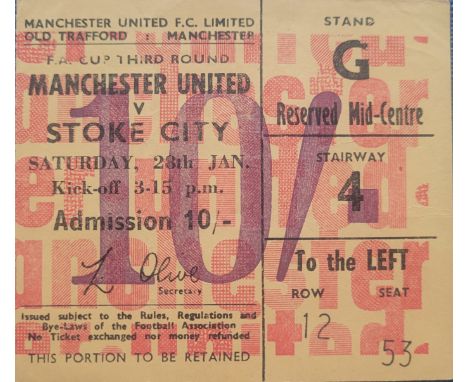 MANCHESTER UNITED F.C. LIMITED
OLD TRAFFORD : MANCHESTER
F.A. CUP THIRD ROUND
MANCHESTER UNITED
V
STOKE CITY
SATURDAY, 28th JAN.
Kick-off 3-15 p.m.
Admission 10/-
10/
L Olive
Secretary
Issued subject to the Rules, Regulations and
Bye-Laws of the Football Association
No Ticket exchanged nor money refunded
THIS PORTION TO BE RETAINED
STAND
G
Reserved Mid-Centre
STAIRWAY
4
To the LEFT
ROW SEAT
12 53